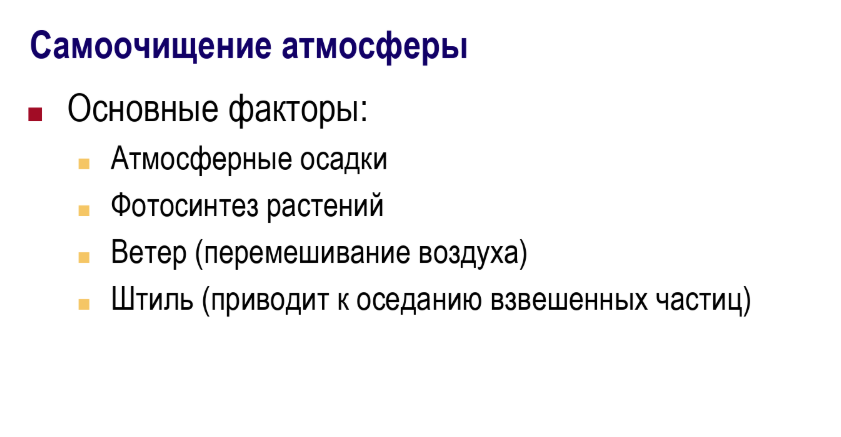 Самоочищение атмосферы
Основные факторы:
Атмосферные осадки
Фотосинтез растений
Ветер (перемешивание воздуха)
Штиль (приводит к оседанию взвешенных частиц)